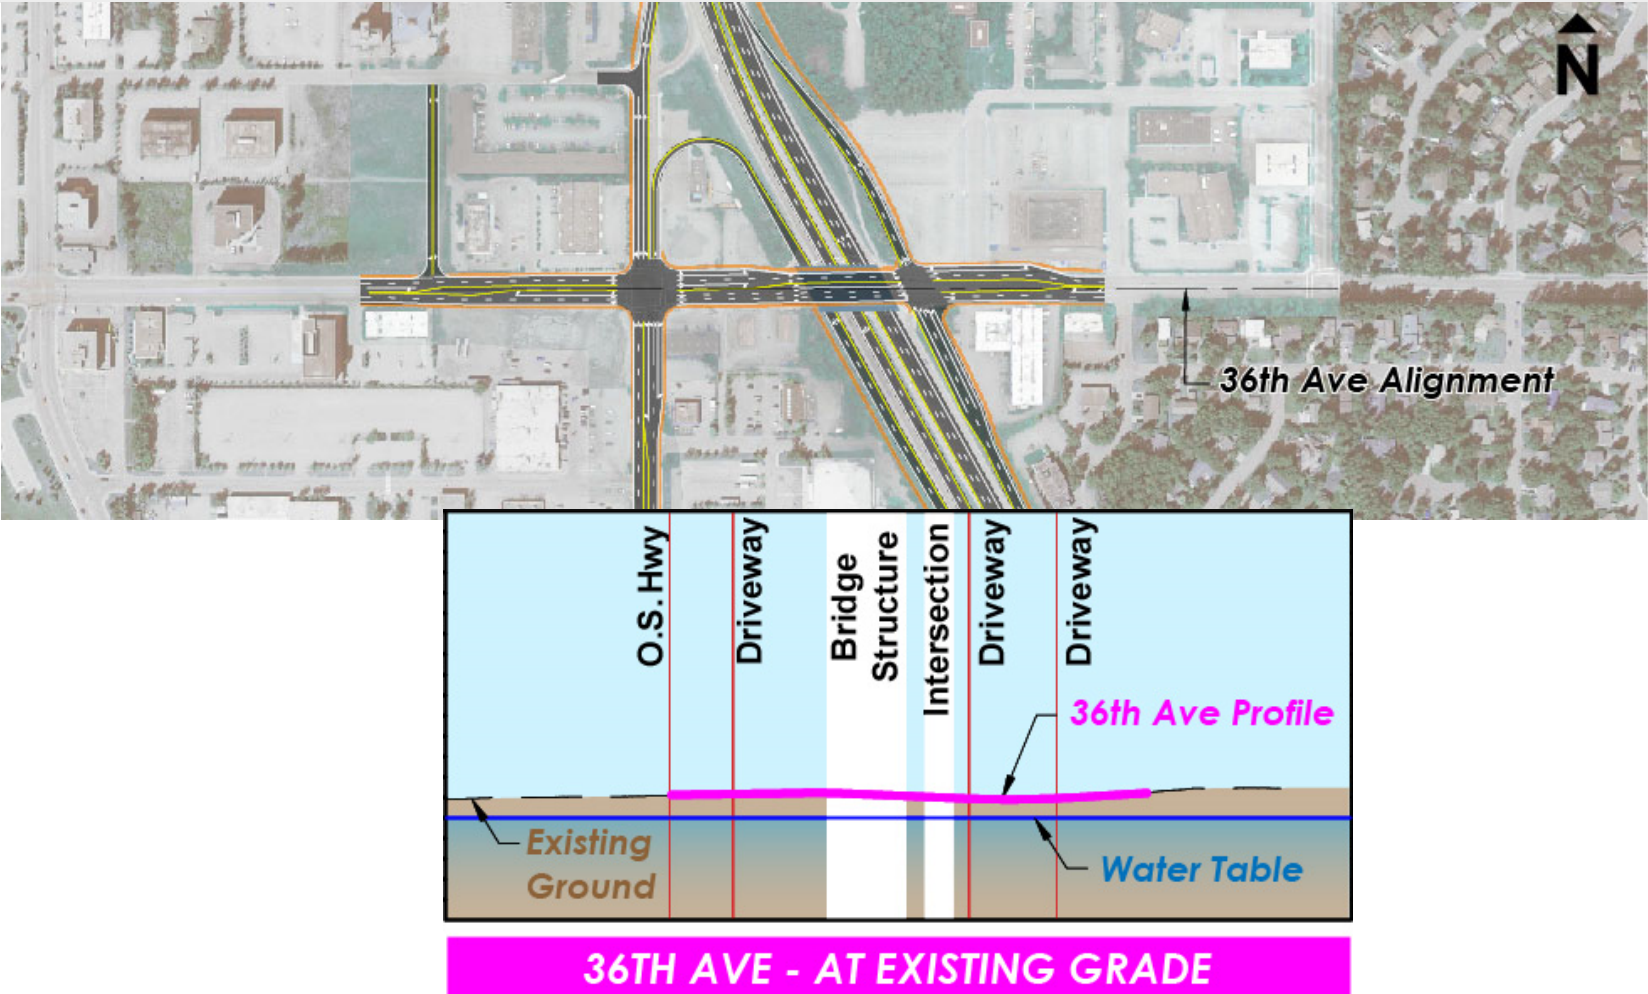 N
36th Ave Alignment
O.S. Hwy
Driveway
Bridge
Structure
Intersection
Driveway
Driveway
36th Ave Profile
Existing
Ground
Water Table
36TH AVE - AT EXISTING GRADE